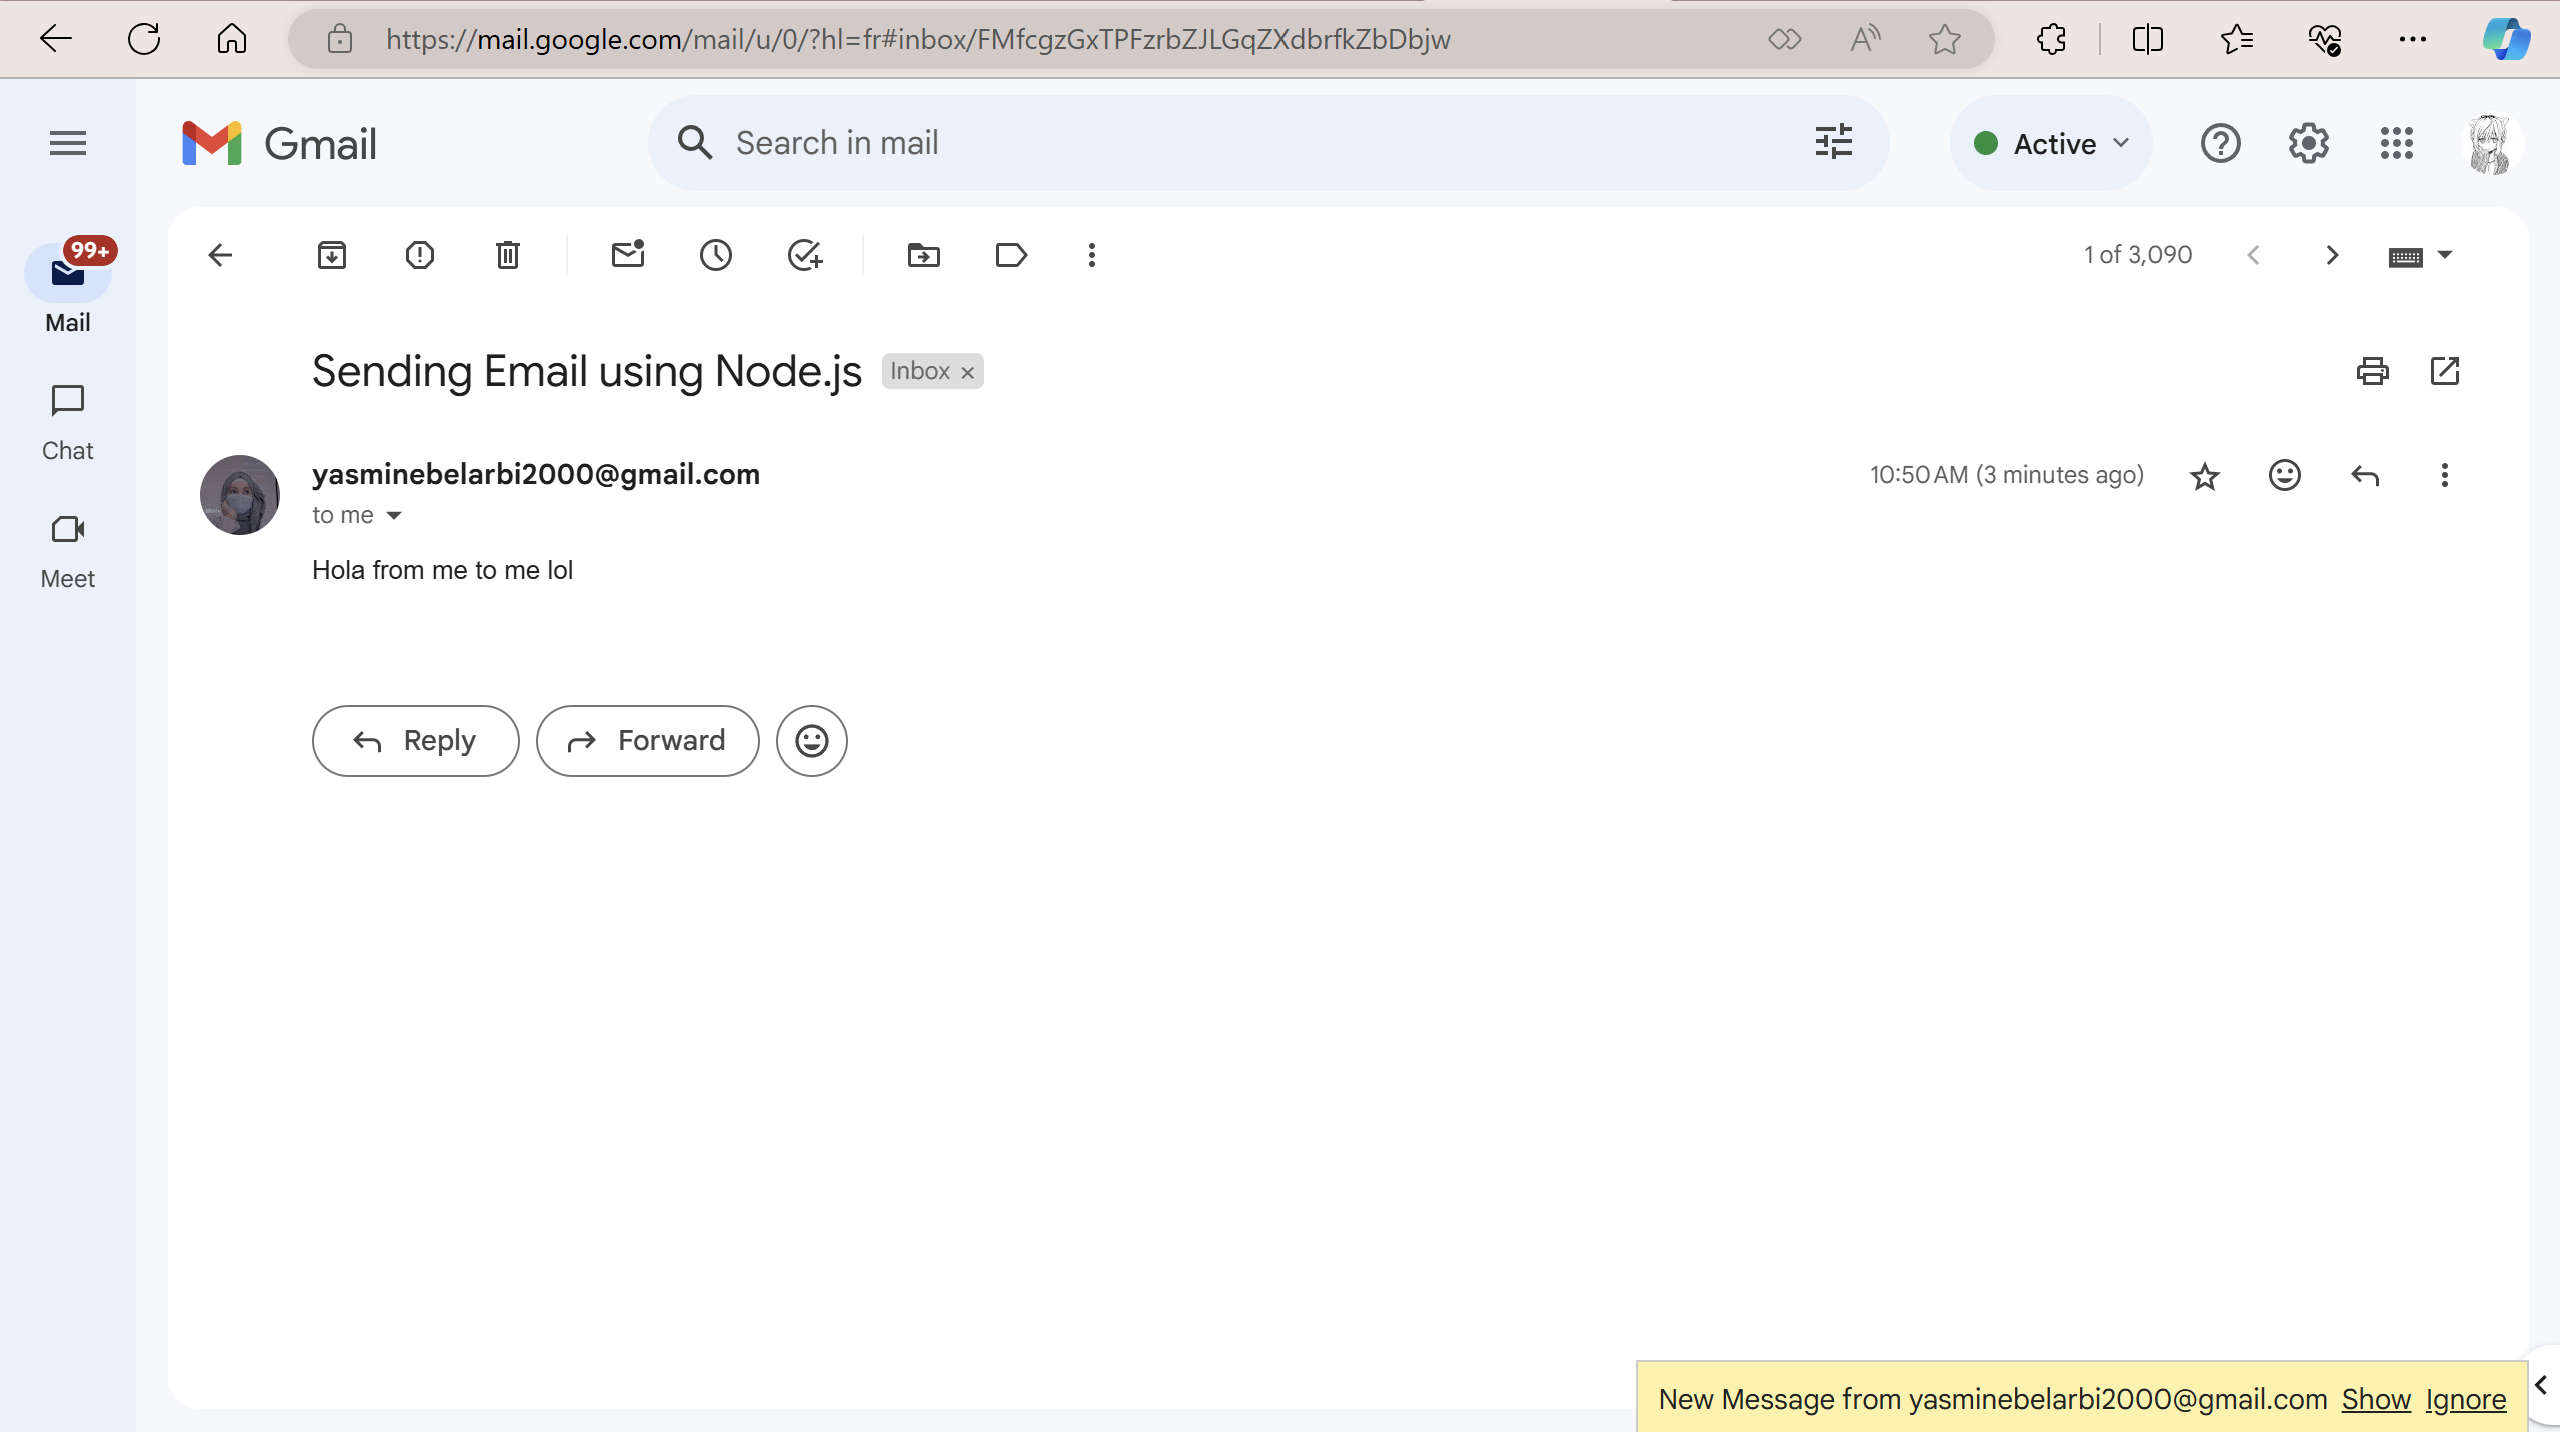 https://mail.google.com/mail/u/0/?hl=fr#inbox/FMfcgzGxTPFzrbZJLGqZXdbrfkZbDbjw
Gmail
Search in mail
Active
99+
Mail
Chat
Meet
1 of 3,090
Sending Email using Node.js
Inbox ×
yasminebelarbi2000@gmail.com
10:50 AM (3 minutes ago)
to me
Hola from me to me lol
Reply
Forward
New Message from yasminebelarbi2000@gmail.com Show Ignore